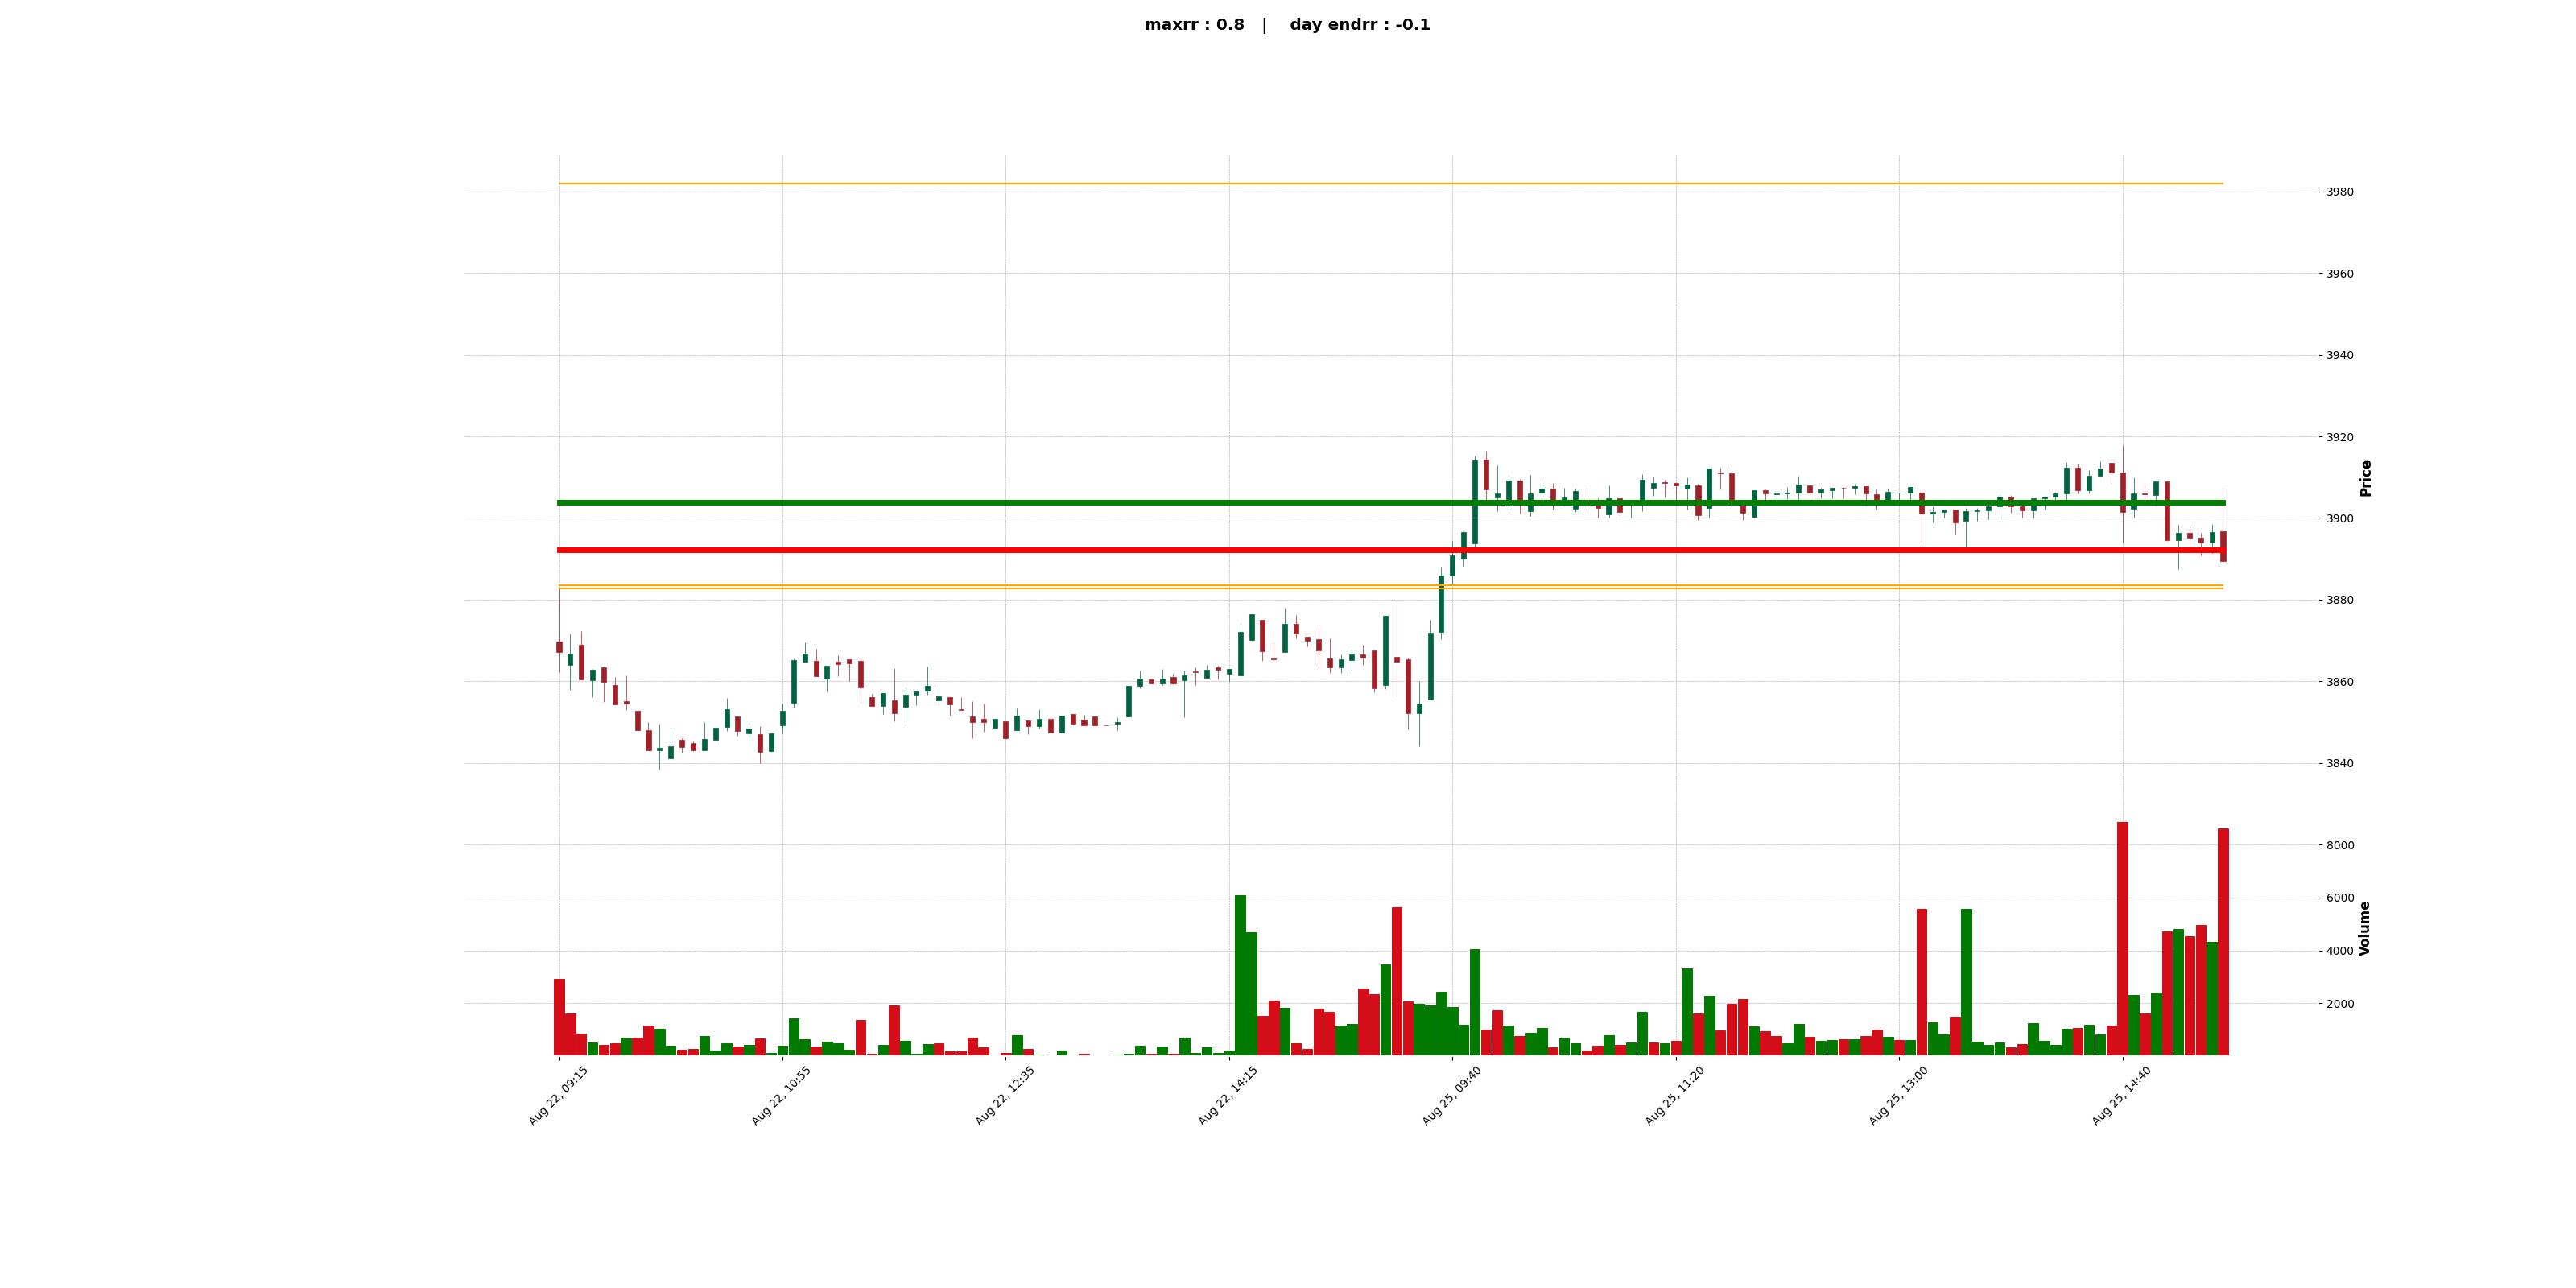 maxrr : 0.8   |    day endrr : -0.1
3980
3960
3940
3920
3900
3880
3860
3840
Price
8000
6000
4000
2000
Volume
Aug 22, 09:15
Aug 22, 10:55
Aug 22, 12:35
Aug 22, 14:15
Aug 25, 09:40
Aug 25, 11:20
Aug 25, 13:00
Aug 25, 14:40